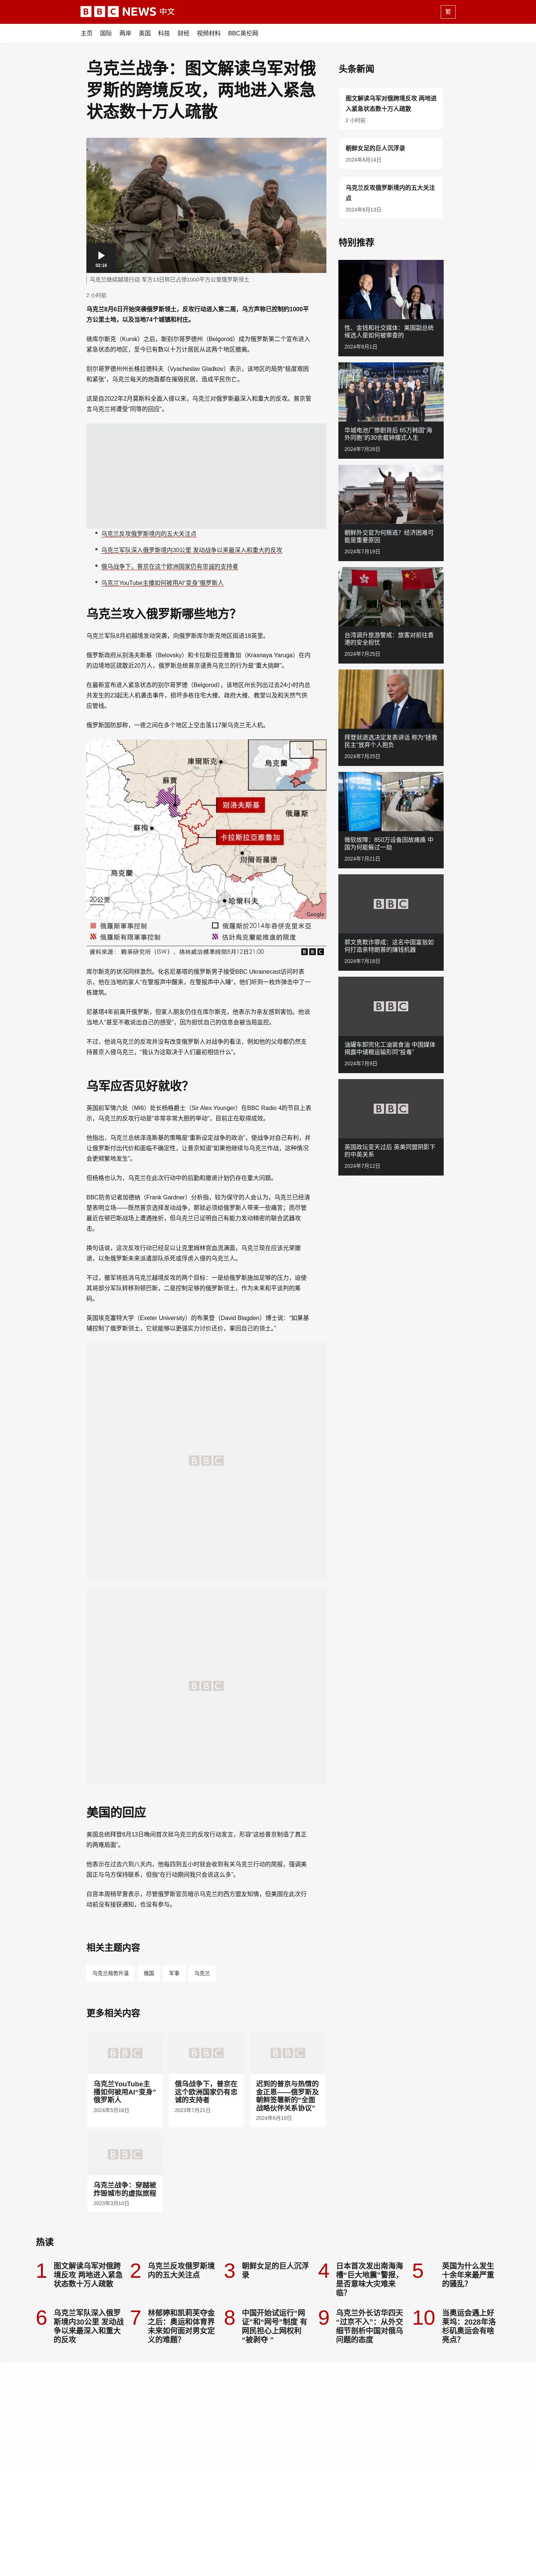 BBC NEWS 中文
繁
主页 国际 两岸 英国 科技 财经 视频材料 BBC英伦网
乌克兰战争：图文解读乌军对俄
罗斯的跨境反攻，两地进入紧急
状态数十万人疏散
02:16
乌克兰继续越境行动 军方13日称已占领1000平方公里俄罗斯领土
2 小时前
乌克兰8月6日开始突袭俄罗斯领土，反攻行动进入第二周，乌方声称已控制约1000平
方公里土地，以及当地74个城镇和村庄。
继库尔斯克（Kursk）之后，斯别尔哥罗德州（Belgorod）成为俄罗斯第二个宣布进入
紧急状态的地区，至今已有数以十万计居民从这两个地区撤离。
别尔哥罗德州州长格拉德科夫（Vyacheslav Gladkov）表示，该地区的局势“极度艰困
和紧张”，乌克兰每天的炮轰都在摧毁民居，造成平民伤亡。
这是自2022年2月莫斯科全面入侵以来，乌克兰对俄罗斯最深入和重大的反攻。普京誓
言乌克兰将遭受“同等的回应”。
乌克兰反攻俄罗斯境内的五大关注点
乌克兰军队深入俄罗斯境内30公里 发动战争以来最深入和重大的反攻
俄乌战争下，普京在这个欧洲国家仍有忠诚的支持者
乌克兰YouTube主播如何被用AI“变身”俄罗斯人
乌克兰攻入俄罗斯哪些地方？
乌克兰军队8月初越境发动突袭，向俄罗斯库尔斯克地区挺进18英里。
俄罗斯政府从别洛夫斯基（Belovsky）和卡拉斯拉亚雅鲁加（Krasnaya Yaruga）在内
的边境地区疏散近20万人，俄罗斯总统普京谴责乌克兰的行为是“重大挑衅”。
在最新宣布进入紧急状态的别尔哥罗德（Belgorod），该地区州长列出过去24小时内总
共发生的23起无人机袭击事件，损坏多栋住宅大楼、政府大楼、教堂以及和天然气供
应管线。
俄罗斯国防部称，一夜之间在多个地区上空击落117架乌克兰无人机。
庫爾斯克
烏克蘭
蘇賈
别洛夫斯基
俄羅斯
蘇梅
卡拉斯拉亞雅魯加
别爾哥羅德
烏克蘭
哈爾科夫
20公里
Google
俄羅斯軍事控制 俄羅斯於2014年吞併克里米亞
俄羅斯有限軍事控制 估計烏克蘭能推進的限度
資料來源： 戰爭研究所（ISW），格林威治標準時間8月12日21:00
BBC
库尔斯克的状况同样激烈。化名尼基塔的俄罗斯男子接受BBC Ukrainecast访问时表
示，他在当地的家人“在警报声中醒来，在警报声中入睡”，他们听到一枚炸弹击中了一
栋建筑。
尼基塔4年前离开俄罗斯，但家人朋友仍住在库尔斯克，他表示为亲友感到害怕。他说
当地人“甚至不敢说出自己的感受”，因为担忧自己的信息会被当局监控。
不过，他说乌克兰的反攻并没有改变俄罗斯人对战争的看法，例如他的父母都仍然支
持普京入侵乌克兰，“我认为这取决于人们最初相信什么”。
乌军应否见好就收？
英国前军情六处（MI6）处长杨格爵士（Sir Alex Younger）在BBC Radio 4的节目上表
示，乌克兰的反攻行动是“非常非常大胆的举动”，目前正在取得成效。
他指出，乌克兰总统泽连斯基的策略是“重新设定战争的政治”，使战争对自己有利，并
让俄罗斯付出代价和面临不确定性，让普京知道“如果他继续与乌克兰作战，这种情况
会更频繁地发生”。
但杨格也认为，乌克兰在此次行动中的后勤和撤退计划仍存在重大问题。
BBC防务记者加德纳（Frank Gardner）分析指，较为保守的人会认为，乌克兰已经清
楚表明立场——既然普京选择发动战争，那就必须给俄罗斯人带来一些痛苦；而尽管
最近在顿巴斯战场上遭遇挫折，但乌克兰已证明自己有能力发动精密的联合武器攻
击。
换句话说，这次反攻行动已经足以让克里姆林宫血流满面，乌克兰现在应该光荣撤
退，以免俄罗斯未来派遣部队杀死或俘虏入侵的乌克兰人。
不过，撤军将抵消乌克兰越境反攻的两个目标：一是给俄罗斯施加足够的压力，迫使
其将部分军队转移到顿巴斯，二是控制足够的俄罗斯领土，作为未来和平谈判的筹
码。
英国埃克塞特大学（Exeter University）的布莱登（David Blagden）博士说：“如果基
辅控制了俄罗斯领土，它就能够以更强实力讨价还价，拿回自己的领土。”
BBC
BBC
美国的回应
美国总统拜登8月13日晚间首次就乌克兰的反攻行动发言，形容“这给普京制造了真正
的两难局面”。
他表示在过去六到八天内，他每四到五小时就会收到有关乌克兰行动的简报，强调美
国正与乌方保持联系，但指“在行动期间我只会说这么多”。
白宫本周稍早曾表示，尽管俄罗斯官员暗示乌克兰的西方盟友知情，但美国在此次行
动前没有接获通知，也没有参与。
相关主题内容
乌克兰局势升温 俄国 军事 乌克兰
更多相关内容
BBC
乌克兰YouTube主
播如何被用AI“变身”
俄罗斯人
2024年5月16日
BBC
俄乌战争下，普京在
这个欧洲国家仍有忠
诚的支持者
2023年7月21日
BBC
迟到的普京与热情的
金正恩——俄罗斯及
朝鲜签署新的“全面
战略伙伴关系协议”
2024年6月19日
BBC
乌克兰战争：穿越被
炸毁城市的虚拟旅程
2023年3月10日
头条新闻
图文解读乌军对俄跨境反攻 两地进
入紧急状态数十万人疏散
2 小时前
朝鲜女足的巨人沉浮录
2024年8月14日
乌克兰反攻俄罗斯境内的五大关注
点
2024年8月13日
特别推荐
性、金钱和社交媒体：美国副总统
候选人是如何被审查的
2024年8月1日
华城电池厂惨剧背后 65万韩国“海
外同胞”的30余载钟摆式人生
2024年7月26日
朝鲜外交官为何叛逃？经济困难可
能是重要原因
2024年7月19日
台湾调升旅游警戒：旅客对前往香
港的安全担忧
2024年7月25日
拜登就退选决定发表讲话 称为“拯救
民主”放弃个人抱负
2024年7月25日
微软故障：850万设备因故瘫痪 中
国为何能躲过一劫
2024年7月21日
BBC
郭文贵欺诈罪成：这名中国富翁如
何打造亲特朗普的赚钱机器
2024年7月18日
BBC
油罐车卸完化工油装食油 中国媒体
揭露中储粮运输形同“投毒”
2024年7月9日
BBC
英国政坛变天过后 英美同盟阴影下
的中英关系
2024年7月12日
热读
1 图文解读乌军对俄跨
境反攻 两地进入紧急
状态数十万人疏散
2 乌克兰反攻俄罗斯境
内的五大关注点
3 朝鲜女足的巨人沉浮
录
4 日本首次发出南海海
槽“巨大地震”警报，
是否意味大灾难来
临？
5 英国为什么发生
十余年来最严重
的骚乱？
6 乌克兰军队深入俄罗
斯境内30公里 发动战
争以来最深入和重大
的反攻
7 林郁婷和凯莉芙夺金
之后：奥运和体育界
未来如何面对男女定
义的难题？
8 中国开始试运行“网
证”和“网号”制度 有
网民担心上网权利
“被剥夺 ”
9 乌克兰外长访华四天
“过京不入”：从外交
细节剖析中国对俄乌
问题的态度
10 当奥运会遇上好
莱坞：2028年洛
杉矶奥运会有啥
亮点？